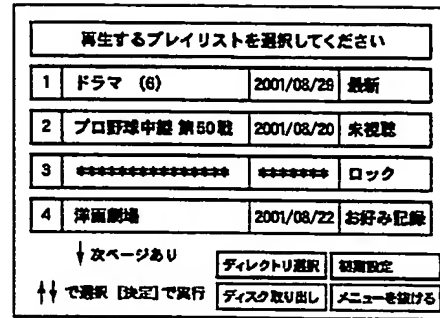 再生するプレイリストを選択してください
1 ドラマ (6) 2001/08/29 最新
2 プロ野球中継 第50戦 2001/08/20 未視聴
3 *************** ******* ロック
4 洋画劇場 2001/08/22 お好み記録
↓ 次ページあり
ディレクトリ選択 初期設定
↑↓ で選択 [決定] で実行 ディスク取り出し メニューを抜ける